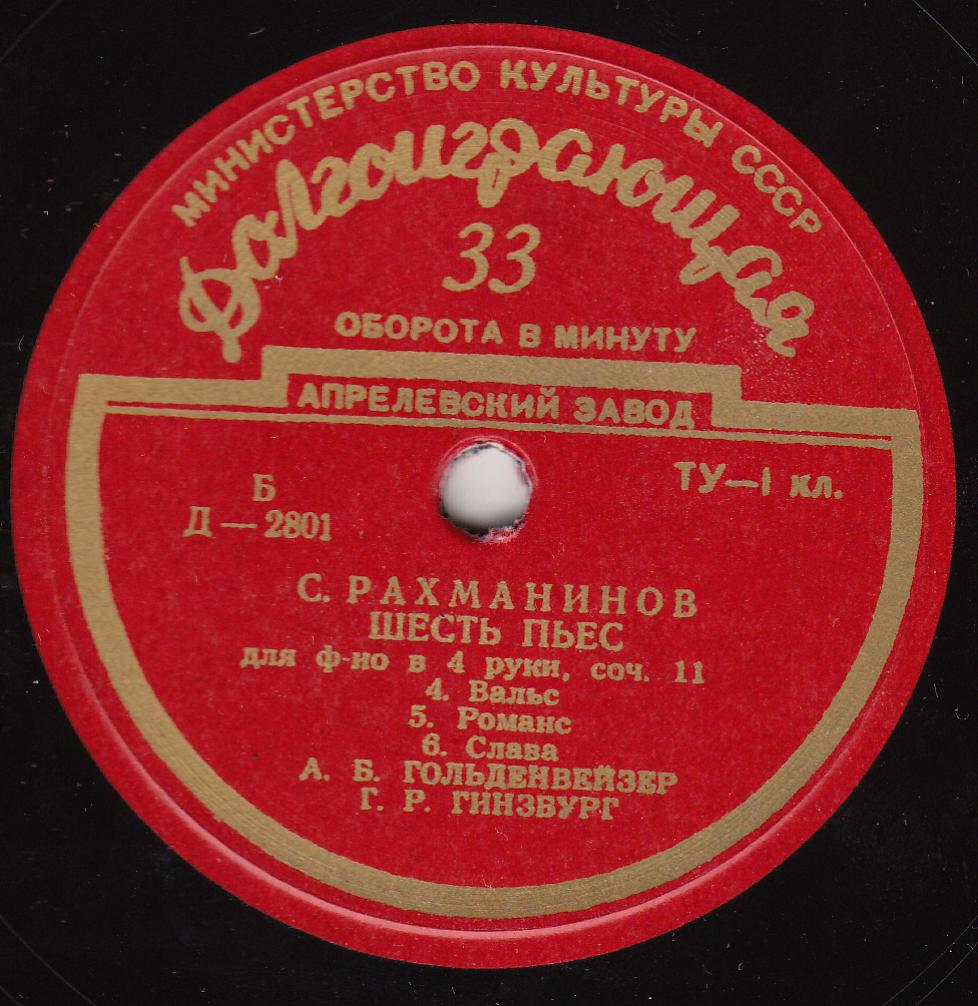 МИНИСТЕРСТВО КУЛЬТУРЫ СССР
Долгоиграющая
33
ОБОРОТА В МИНУТУ
АПРЕЛЕВСКИЙ ЗАВОД
Б
ТУ—I кл.
Д — 2801
С. РАХМАНИНОВ
ШЕСТЬ ПЬЕС
для ф-но в 4 руки, соч. 11
4. Вальс
5. Романс
6. Слава
А. Б. ГОЛЬДЕНВЕЙЗЕР
Г. Р. ГИНЗБУРГ